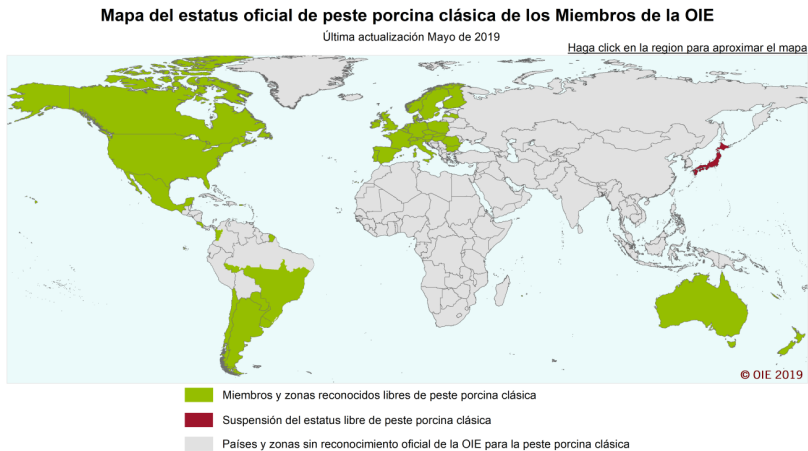 Mapa del estatus oficial de peste porcina clásica de los Miembros de la OIE
Última actualización Mayo de 2019
Haga click en la region para aproximar el mapa
© OIE 2019
Miembros y zonas reconocidos libres de peste porcina clásica
Suspensión del estatus libre de peste porcina clásica
Países y zonas sin reconocimiento oficial de la OIE para la peste porcina clásica